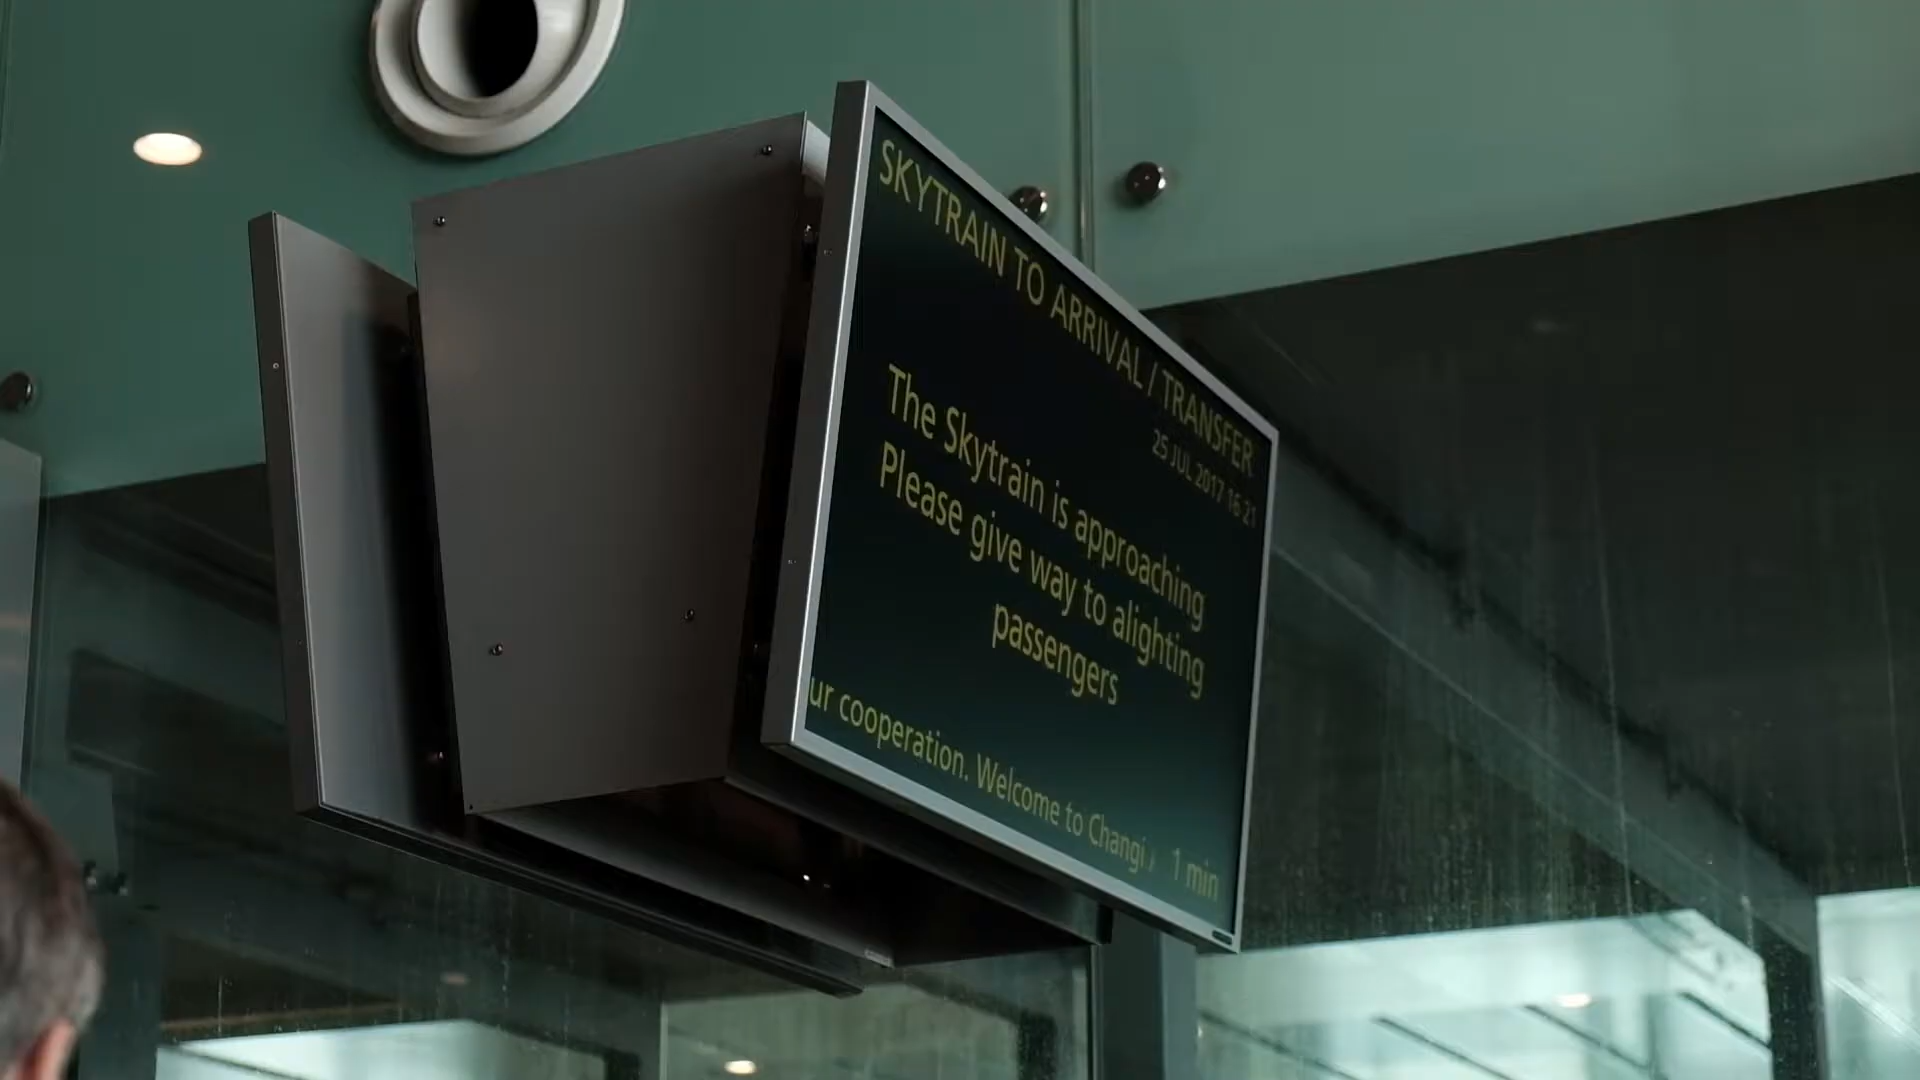 SKYTRAIN TO ARRIVAL / TRANSFER
25 JUL 2017 16 21
The Skytrain is approaching
Please give way to alighting
passengers
ur cooperation. Welcome to Changi
1 min